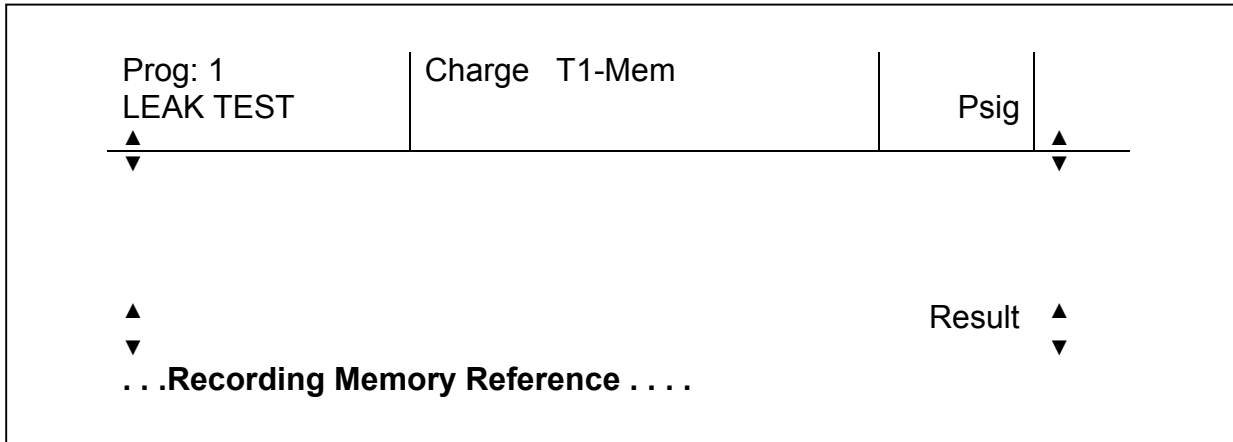 Prog: 1
LEAK TEST
Charge T1-Mem
Psig
▲ ▲
▼ ▼
▲ Result ▲
▼ ▼
. . .Recording Memory Reference . . . .